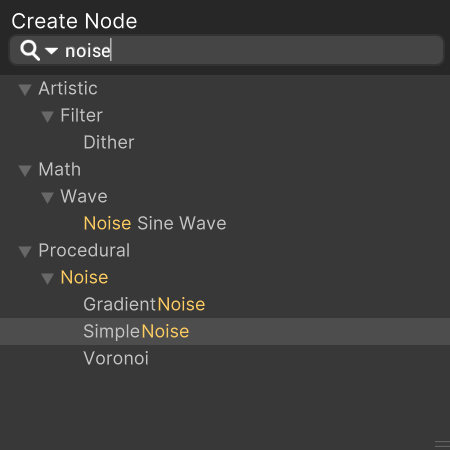 Create Node
noise
Artistic
Filter
Dither
Math
Wave
Noise Sine Wave
Procedural
Noise
GradientNoise
SimpleNoise
Voronoi